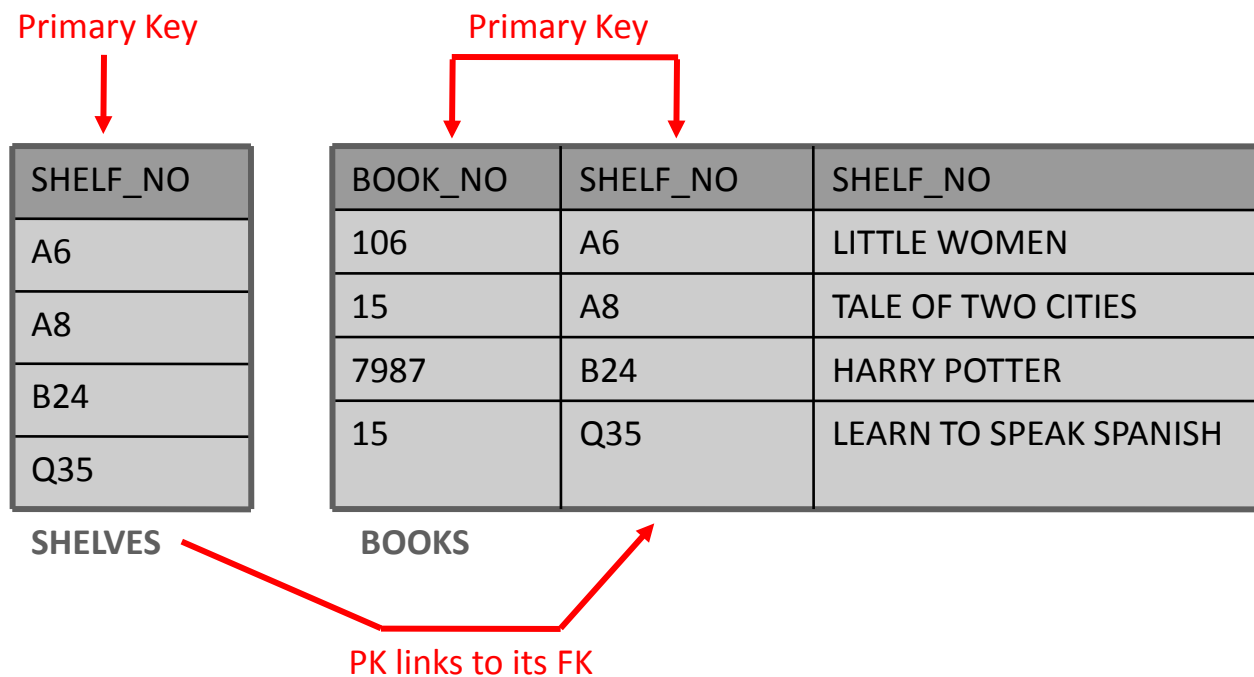 Primary Key
Primary Key
SHELF_NO
A6
A8
B24
Q35
SHELVES
BOOK_NO SHELF_NO SHELF_NO
106 A6 LITTLE WOMEN
15 A8 TALE OF TWO CITIES
7987 B24 HARRY POTTER
15 Q35 LEARN TO SPEAK SPANISH
BOOKS
PK links to its FK